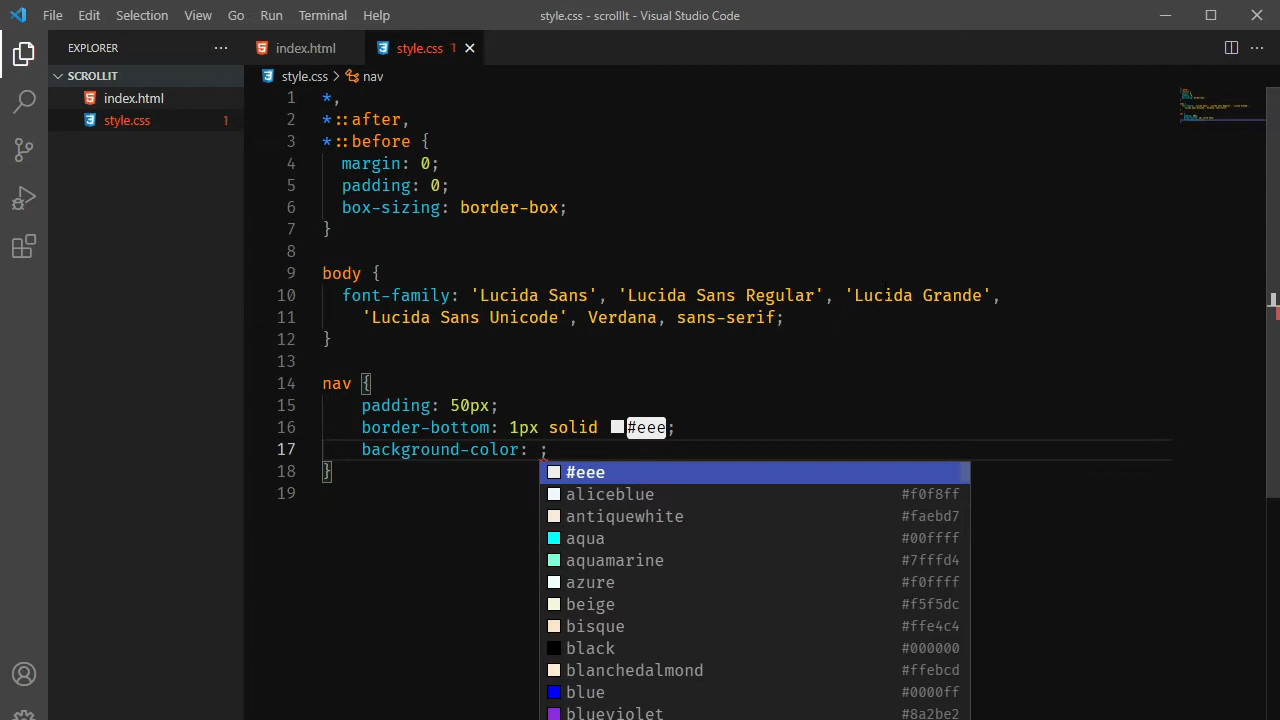 File Edit Selection View Go Run Terminal Help style.css - scrollIt - Visual Studio Code
EXPLORER ··· index.html style.css 1
SCROLLIT style.css > nav
index.html
style.css 1
1 *,
2 *::after,
3 *::before {
4 margin: 0;
5 padding: 0;
6 box-sizing: border-box;
7 }
8
9 body {
10 font-family: 'Lucida Sans', 'Lucida Sans Regular', 'Lucida Grande',
11 'Lucida Sans Unicode', Verdana, sans-serif;
12 }
13
14 nav {
15 padding: 50px;
16 border-bottom: 1px solid #eee;
17 background-color: ;
18 }
19
#eee
aliceblue #f0f8ff
antiquewhite #faebd7
aqua #00ffff
aquamarine #7fffd4
azure #f0ffff
beige #f5f5dc
bisque #ffe4c4
black #000000
blanchedalmond #ffebcd
blue #0000ff
blueviolet #8a2be2